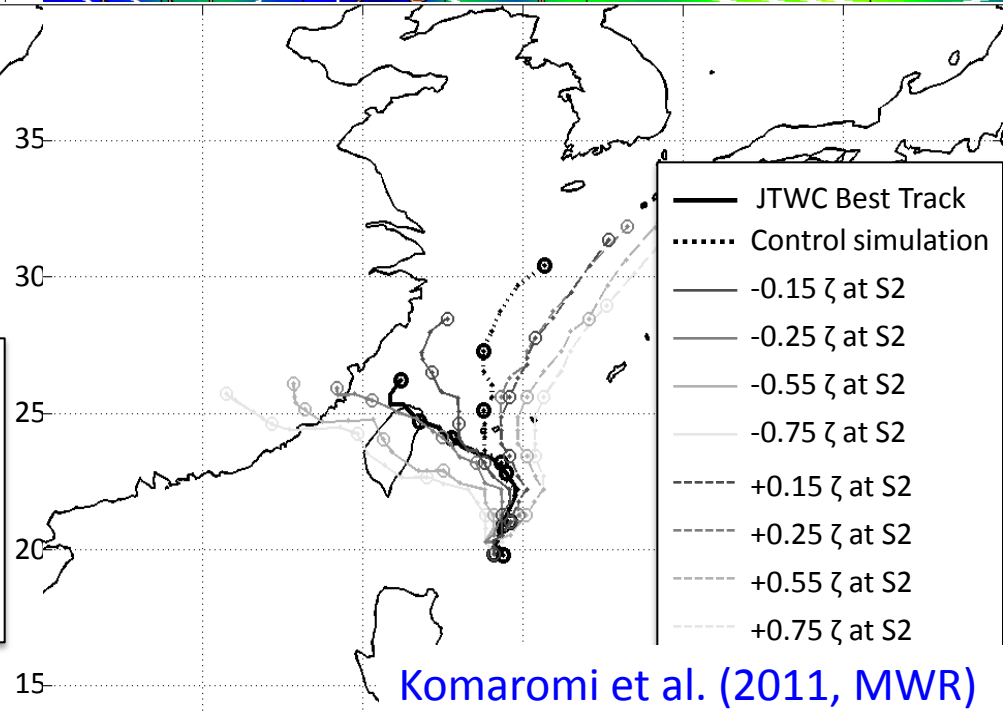 35
30
25
20
15
JTWC Best Track
Control simulation
-0.15 ζ at S2
-0.25 ζ at S2
-0.55 ζ at S2
-0.75 ζ at S2
+0.15 ζ at S2
+0.25 ζ at S2
+0.55 ζ at S2
+0.75 ζ at S2
Komaromi et al. (2011, MWR)